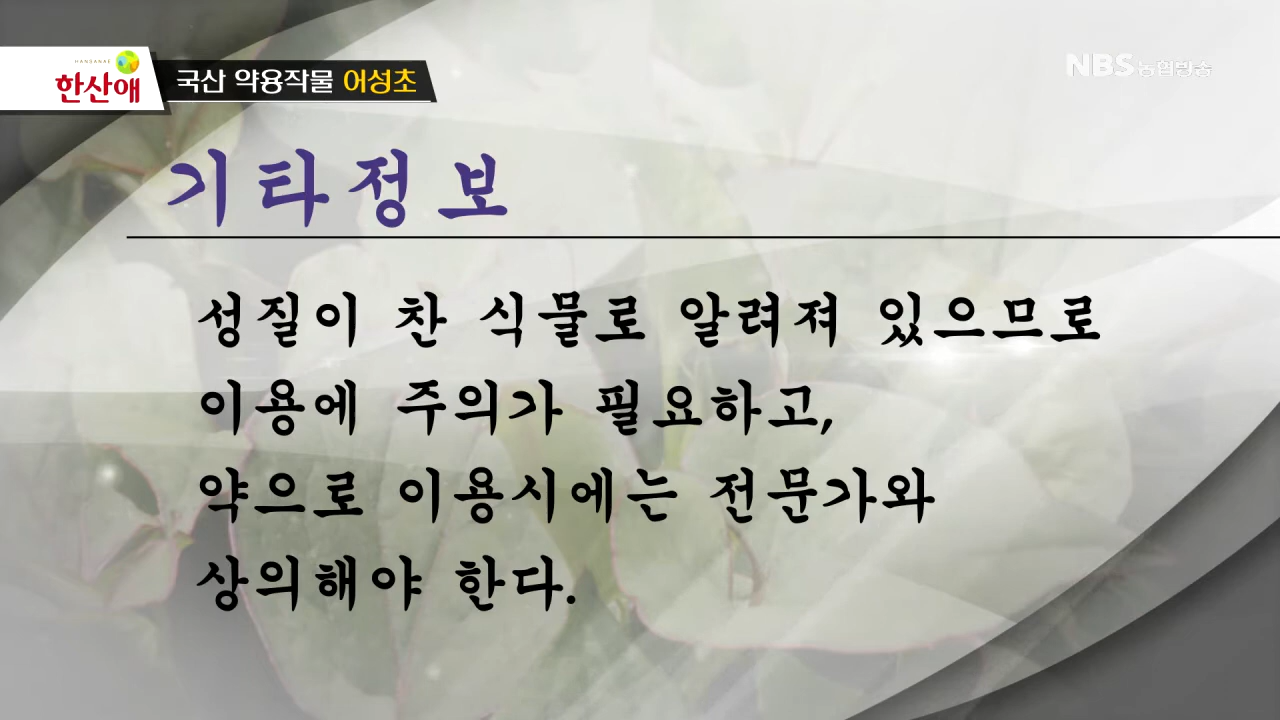 HANSANAE
한산애
국산 약용작물 어성초
NBS농협방송
기타정보
성질이 찬 식물로 알려져 있으므로
이용에 주의가 필요하고,
약으로 이용시에는 전문가와
상의해야 한다.